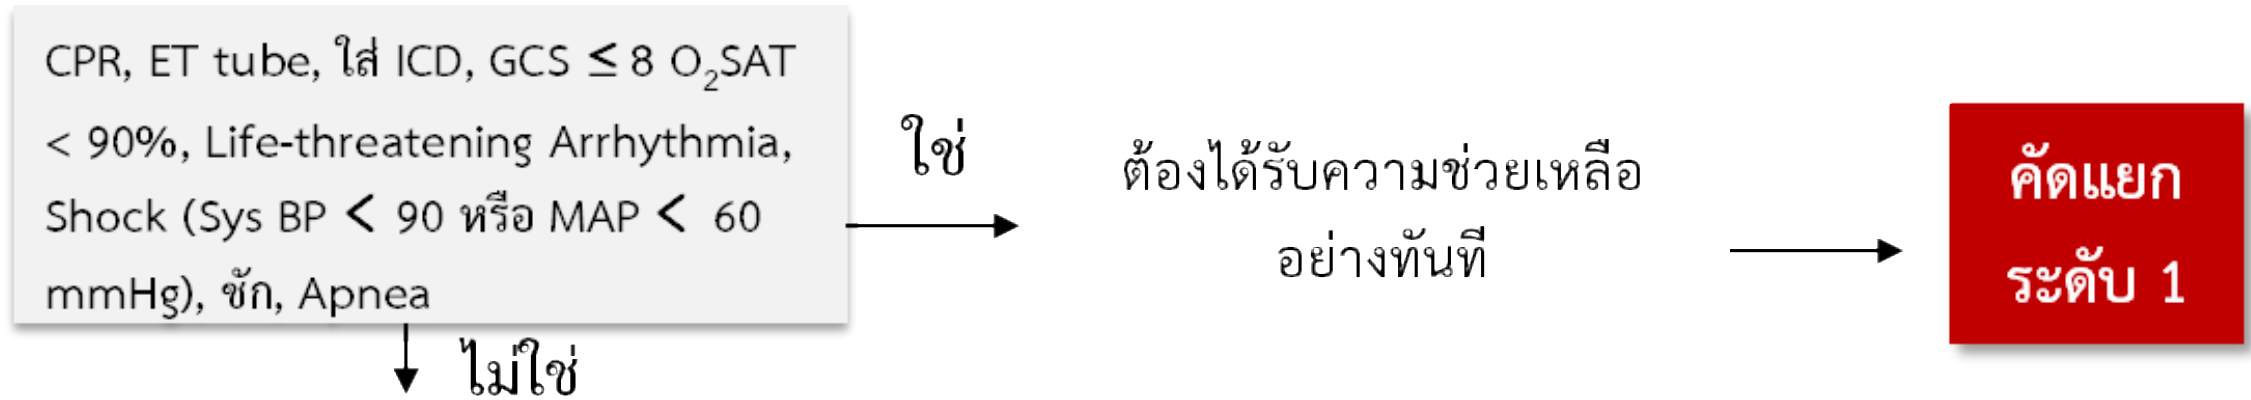 CPR, ET tube, ใส่ ICD, GCS ≤ 8 O₂SAT
< 90%, Life-threatening Arrhythmia,
Shock (Sys BP < 90 หรือ MAP < 60
mmHg), ชัก, Apnea
ใช่
ต้องได้รับความช่วยเหลือ
อย่างทันที
คัดแยก
ระดับ 1
ไม่ใช่